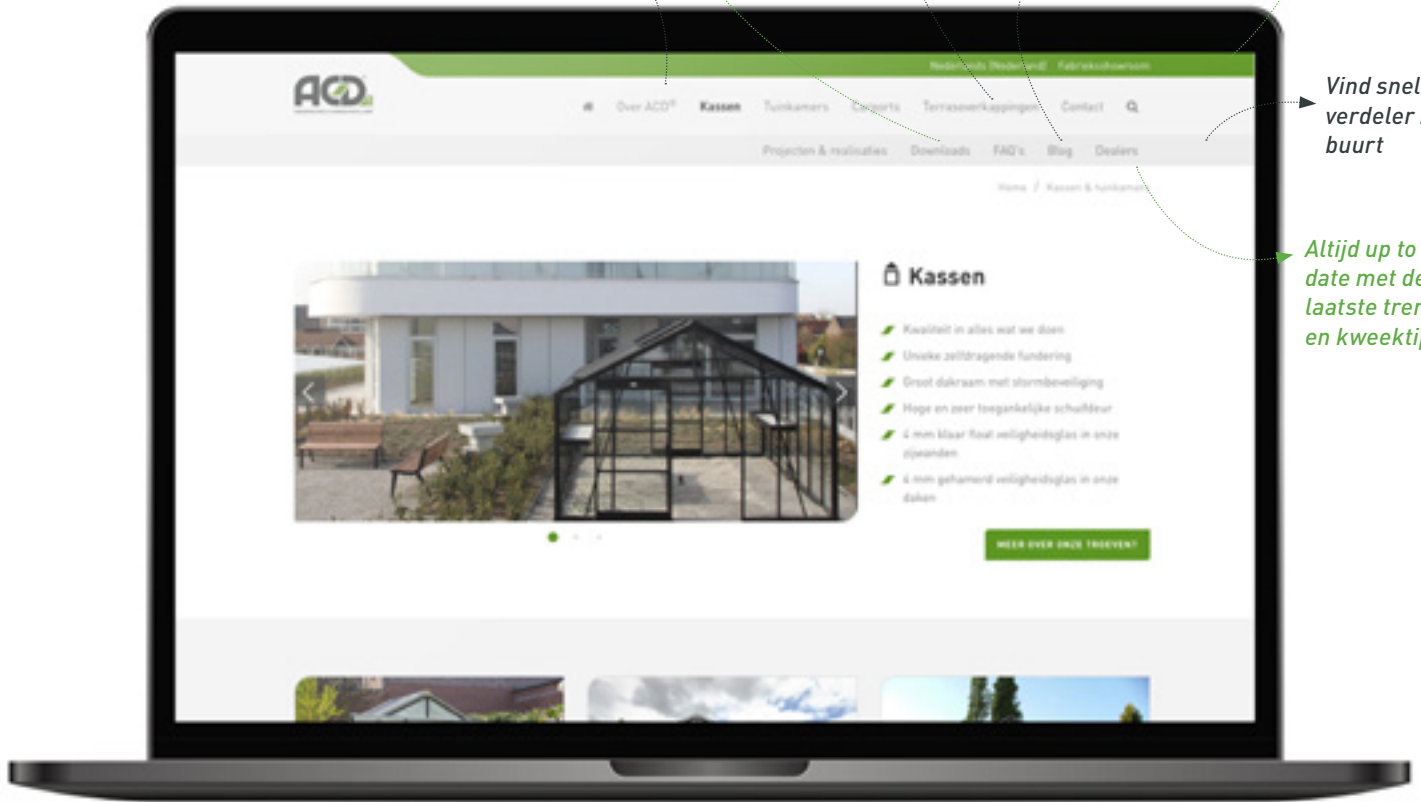 Nederlands (Nederland) Fabrieksshowroom
ACD
Over ACD® Kassen Tuinkamers Carports Terrasoverkappingen Contact
Projecten & realisaties Downloads FAQ's Blog Dealers
Home / Kassen & tuinkamers
Kassen
Kwaliteit in alles wat we doen
Unieke zelfdragende fundering
Groot dakraam met stormbeveiliging
Hoge en zeer toegankelijke schuifdeur
4 mm klaar float veiligheidsglas in onze
zijwanden
4 mm gehamerd veiligheidsglas in onze
daken
MEER OVER ONZE TROEVEN?
Vind snel
verdeler
buurt
Altijd up to
date met de
laatste
en